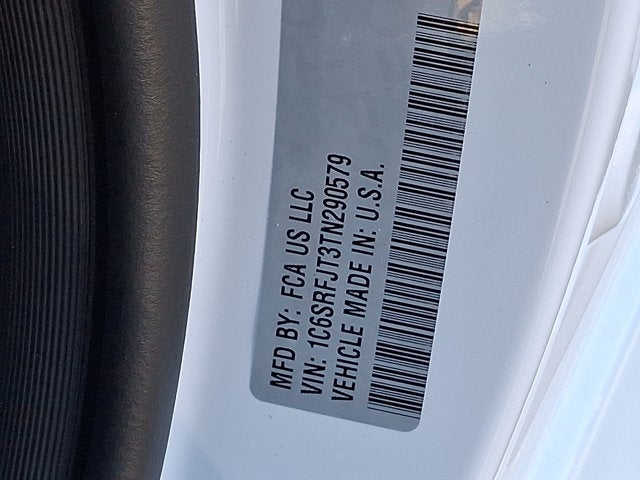 MFD BY: FCA US LLC
VIN: 1C6SRFJT3TN290579
VEHICLE MADE IN: U.S.A.